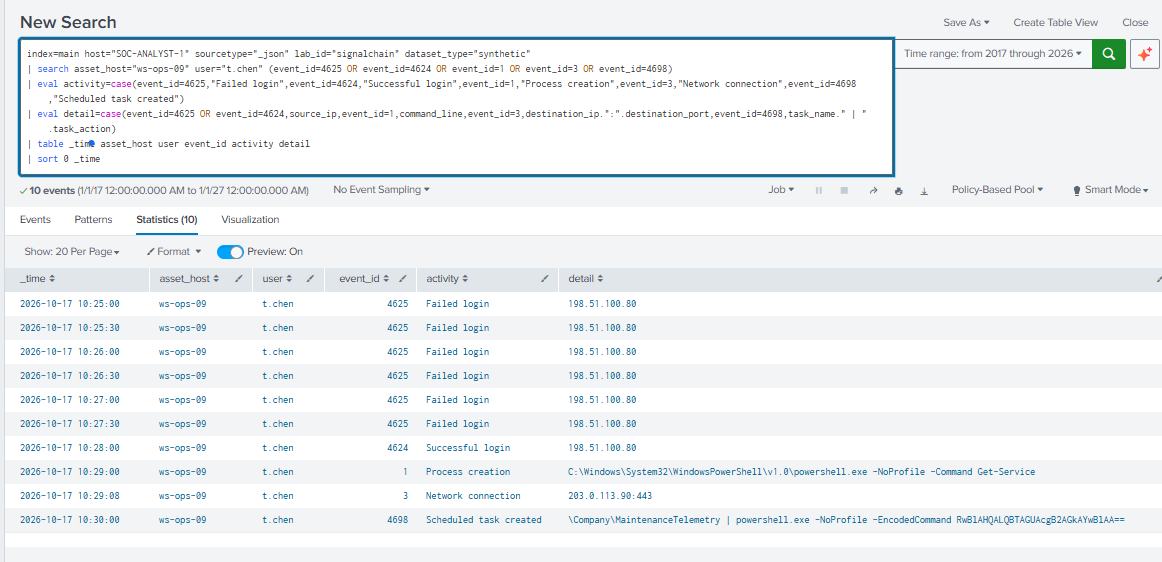 New Search
Save As ▾ Create Table View Close
index=main host="SOC-ANALYST-1" sourcetype="_json" lab_id="signalchain" dataset_type="synthetic"
| search asset_host="ws-ops-09" user="t.chen" (event_id=4625 OR event_id=4624 OR event_id=1 OR event_id=3 OR event_id=4698)
| eval activity=case(event_id=4625,"Failed login",event_id=4624,"Successful login",event_id=1,"Process creation",event_id=3,"Network connection",event_id=4698
,"Scheduled task created")
| eval detail=case(event_id=4625 OR event_id=4624,source_ip,event_id=1,command_line,event_id=3,destination_ip.":".destination_port,event_id=4698,task_name." | "
.task_action)
| table _time asset_host user event_id activity detail
| sort 0 _time
Time range: from 2017 through 2026 ▾
✓ 10 events (1/1/17 12:00:00.000 AM to 1/1/27 12:00:00.000 AM) No Event Sampling ▾ Job ▾ Policy-Based Pool ▾ Smart Mode ▾
Events Patterns Statistics (10) Visualization
Show: 20 Per Page ▾ Format ▾ Preview: On
_time asset_host user event_id activity detail
2026-10-17 10:25:00 ws-ops-09 t.chen 4625 Failed login 198.51.100.80
2026-10-17 10:25:30 ws-ops-09 t.chen 4625 Failed login 198.51.100.80
2026-10-17 10:26:00 ws-ops-09 t.chen 4625 Failed login 198.51.100.80
2026-10-17 10:26:30 ws-ops-09 t.chen 4625 Failed login 198.51.100.80
2026-10-17 10:27:00 ws-ops-09 t.chen 4625 Failed login 198.51.100.80
2026-10-17 10:27:30 ws-ops-09 t.chen 4625 Failed login 198.51.100.80
2026-10-17 10:28:00 ws-ops-09 t.chen 4624 Successful login 198.51.100.80
2026-10-17 10:29:00 ws-ops-09 t.chen 1 Process creation C:\Windows\System32\WindowsPowerShell\v1.0\powershell.exe -NoProfile -Command Get-Service
2026-10-17 10:29:08 ws-ops-09 t.chen 3 Network connection 203.0.113.90:443
2026-10-17 10:30:00 ws-ops-09 t.chen 4698 Scheduled task created \Company\MaintenanceTelemetry | powershell.exe -NoProfile -EncodedCommand RwBlAHQALQBTAGUAcgB2AGkAYwBlAA==